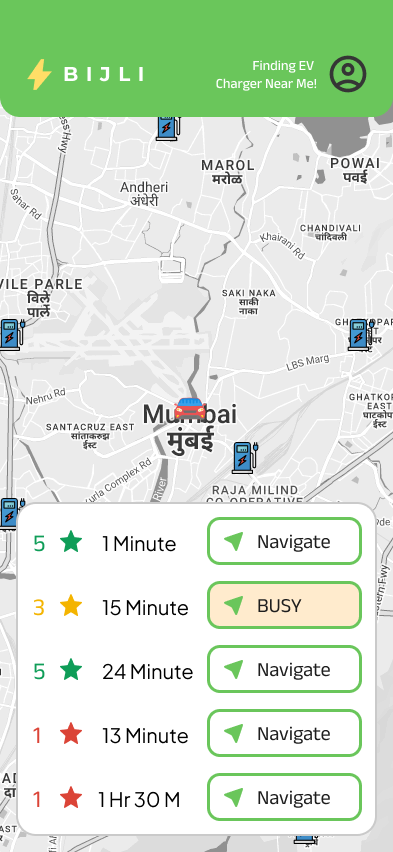 BIJLI
Finding EV
Charger Near Me!
MAROL
मरोळ
POWAI
पवई
Andheri
अंधेरी
Sahar Rd
CHANDIVALI
चांदिवली
Khairani Rd
VILE PARLE
विले
पार्ले
SAKI NAKA
साकी
नाका
LBS Marg
Nehru Rd
Mumbai
मुंबई
SANTACRUZ EAST
सांताक्रुझ
ईस्ट
GHATKOP
EAST
घाटकोप
ईस्ट
urla Complex Rd
River
RAJA MILIND
CO OPERATIVE
5 1 Minute Navigate
3 15 Minute BUSY
5 24 Minute Navigate
1 13 Minute Navigate
1 1 Hr 30 M Navigate